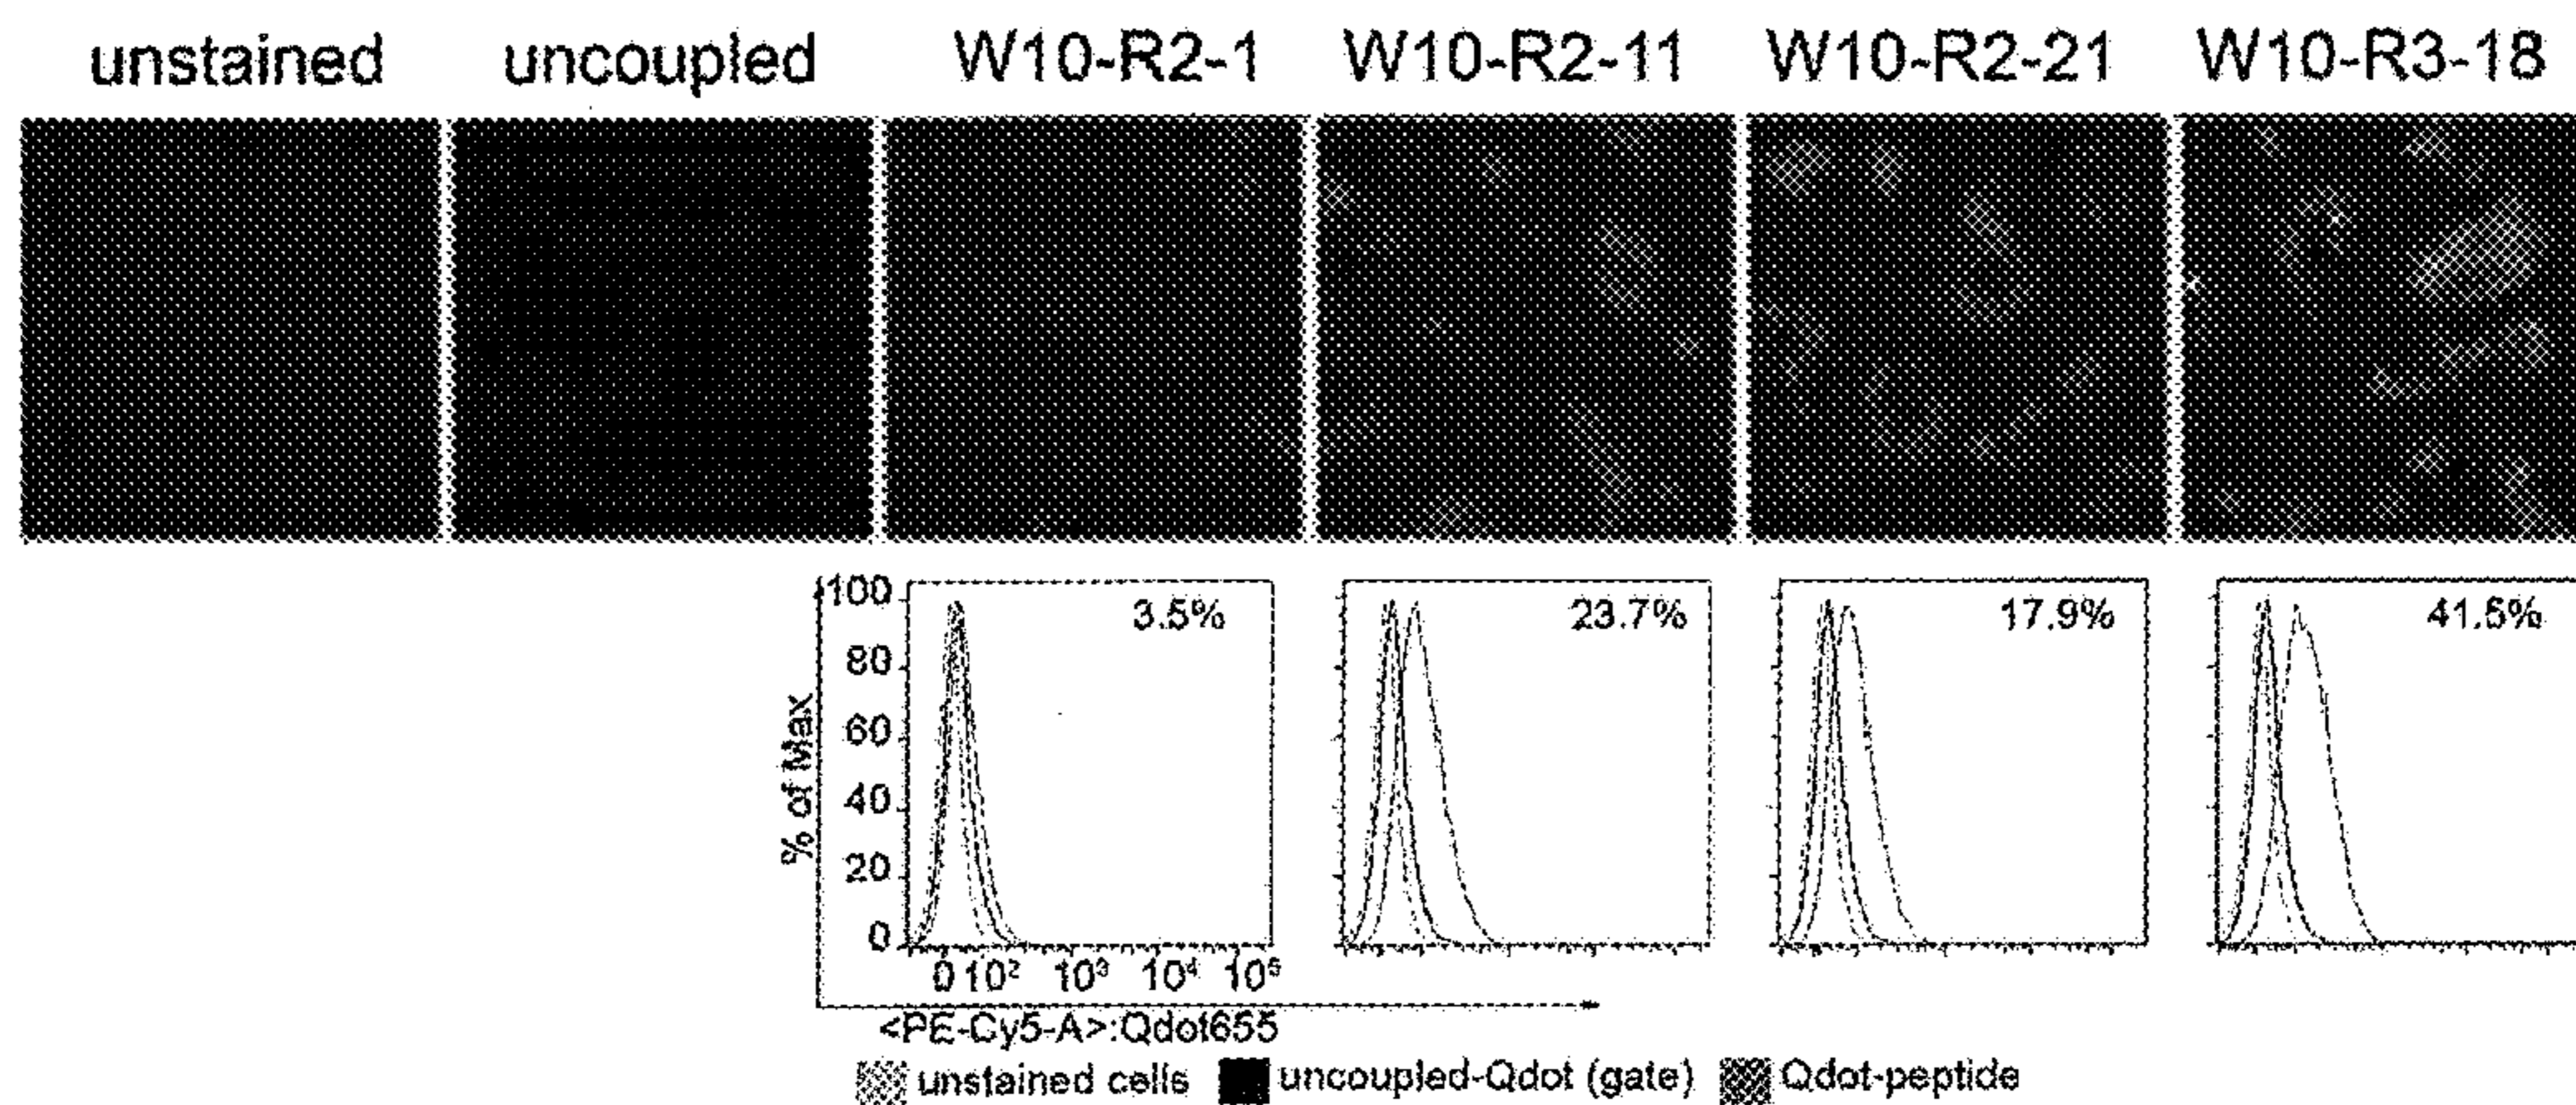 unstained uncoupled W10-R2-1 W10-R2-11 W10-R2-21 W10-R3-18
100 3.5% 23.7% 17.9% 41.5%
80
60
40
20
0
% of Max
0 10² 10³ 10⁴ 10⁵
<PE-Cy5-A>:Qdot655
unstained cells uncoupled-Qdot (gate) Qdot-peptide